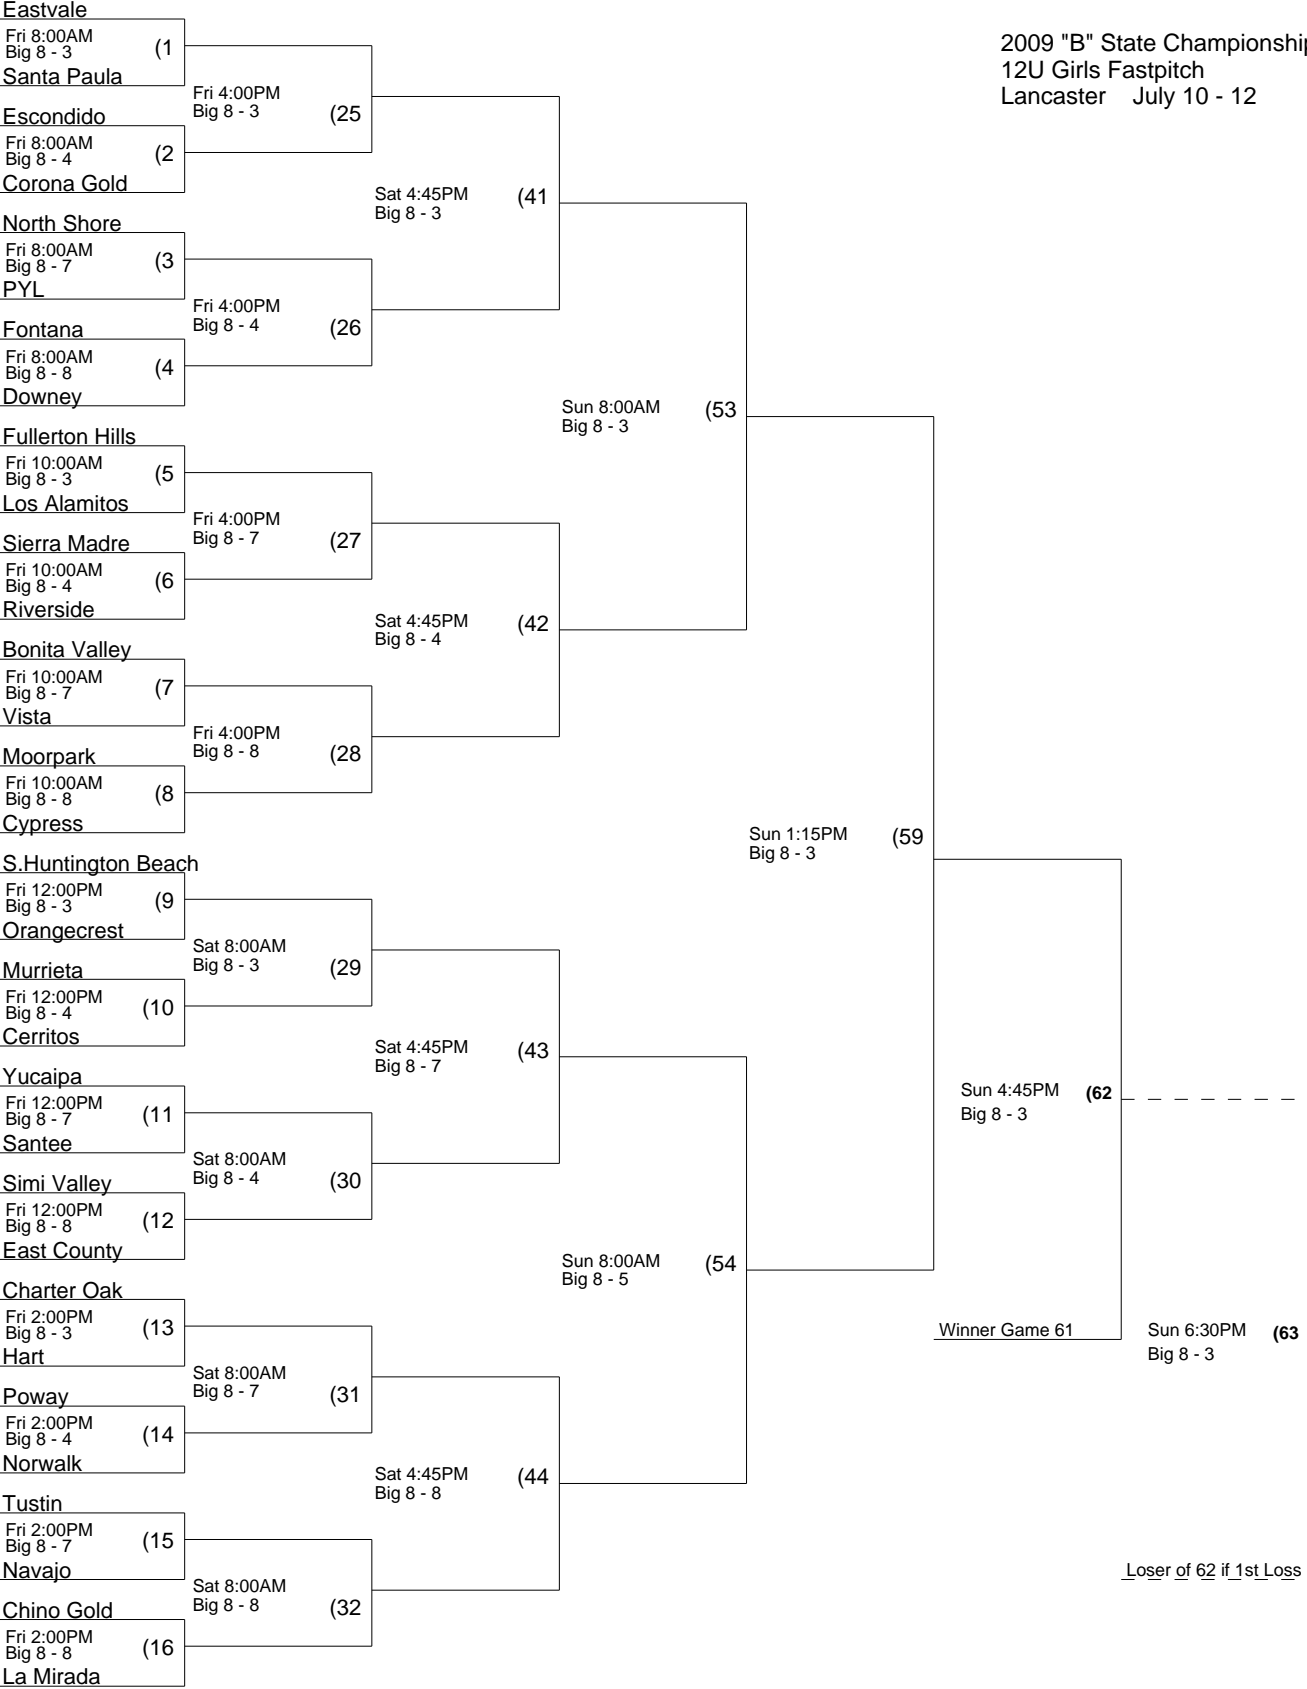 2009 "B" State Championship
12U Girls Fastpitch
Lancaster July 10 - 12
Eastvale
Fri 8:00AM
Big 8 - 3
(1
Santa Paula
Escondido
Fri 8:00AM
Big 8 - 4
(2
Corona Gold
North Shore
Fri 8:00AM
Big 8 - 7
(3
PYL
Fontana
Fri 8:00AM
Big 8 - 8
(4
Downey
Fullerton Hills
Fri 10:00AM
Big 8 - 3
(5
Los Alamitos
Sierra Madre
Fri 10:00AM
Big 8 - 4
(6
Riverside
Bonita Valley
Fri 10:00AM
Big 8 - 7
(7
Vista
Moorpark
Fri 10:00AM
Big 8 - 8
(8
Cypress
S.Huntington Beach
Fri 12:00PM
Big 8 - 3
(9
Orangecrest
Murrieta
Fri 12:00PM
Big 8 - 4
(10
Cerritos
Yucaipa
Fri 12:00PM
Big 8 - 7
(11
Santee
Simi Valley
Fri 12:00PM
Big 8 - 8
(12
East County
Charter Oak
Fri 2:00PM
Big 8 - 3
(13
Hart
Poway
Fri 2:00PM
Big 8 - 4
(14
Norwalk
Tustin
Fri 2:00PM
Big 8 - 7
(15
Navajo
Chino Gold
Fri 2:00PM
Big 8 - 8
(16
La Mirada
Fri 4:00PM
Big 8 - 3
(25
Fri 4:00PM
Big 8 - 4
(26
Fri 4:00PM
Big 8 - 7
(27
Fri 4:00PM
Big 8 - 8
(28
Sat 8:00AM
Big 8 - 3
(29
Sat 8:00AM
Big 8 - 4
(30
Sat 8:00AM
Big 8 - 7
(31
Sat 8:00AM
Big 8 - 8
(32
Sat 4:45PM
Big 8 - 3
(41
Sat 4:45PM
Big 8 - 4
(42
Sat 4:45PM
Big 8 - 7
(43
Sat 4:45PM
Big 8 - 8
(44
Sun 8:00AM
Big 8 - 3
(53
Sun 8:00AM
Big 8 - 5
(54
Sun 1:15PM
Big 8 - 3
(59
Sun 4:45PM
Big 8 - 3
(62
Winner Game 61
Sun 6:30PM
Big 8 - 3
(63
Loser of 62 if 1st Loss